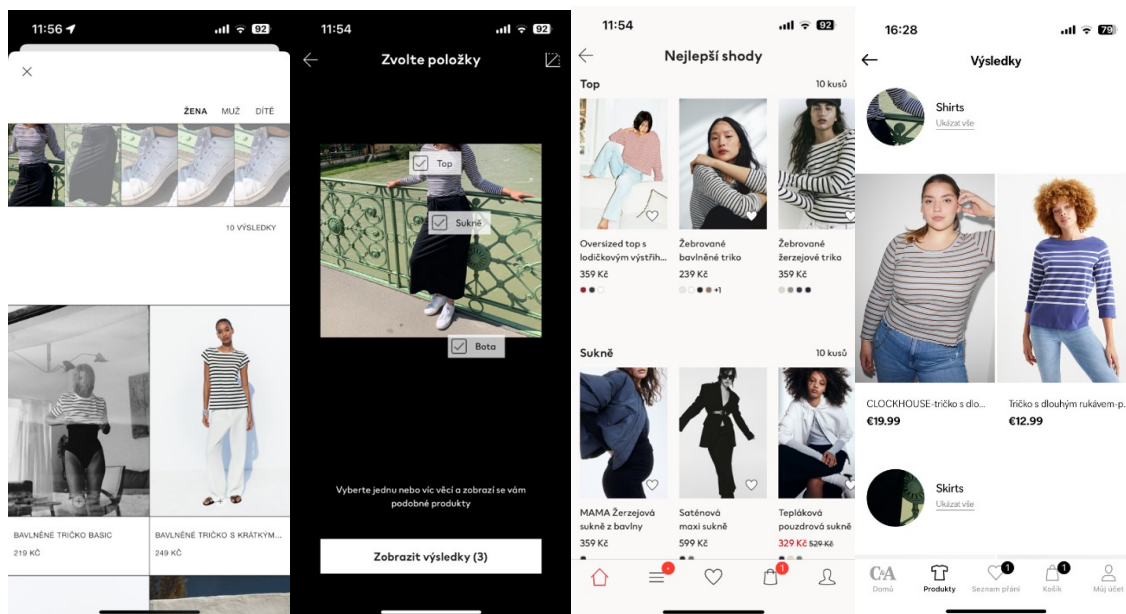 11:56
92
ŽENA MUŽ DÍTĚ
10 VÝSLEDKY
BAVLNĚNÉ TRIČKO BASIC
219 KČ
BAVLNĚNÉ TRIČKO S KRÁTKÝM...
249 KČ
11:54
92
Zvolte položky
Top
Sukně
Bota
Vyberte jednu nebo víc věcí a zobrazí se vám
podobné produkty
Zobrazit výsledky (3)
11:54
92
Nejlepší shody
Top
10 kusů
Oversized top s
lodičkovým výstřih...
359 Kč
Žebrované
bavlněné triko
239 Kč
+1
Žebrované
žerzejové triko
359 Kč
Sukně
10 kusů
MAMA Žerzejová
sukně z bavlny
359 Kč
Saténová
maxi sukně
599 Kč
Tepláková
pouzdrová sukně
329 Kč 529 Kč
1
16:28
79
Výsledky
Shirts
Ukázat vše
CLOCKHOUSE-tričko s dlo...
€19.99
Tričko s dlouhým rukávem-p.
€12.99
Skirts
Ukázat vše
C&A
1
1
Domů
Produkty
Seznam přání
Košík
Můj účet